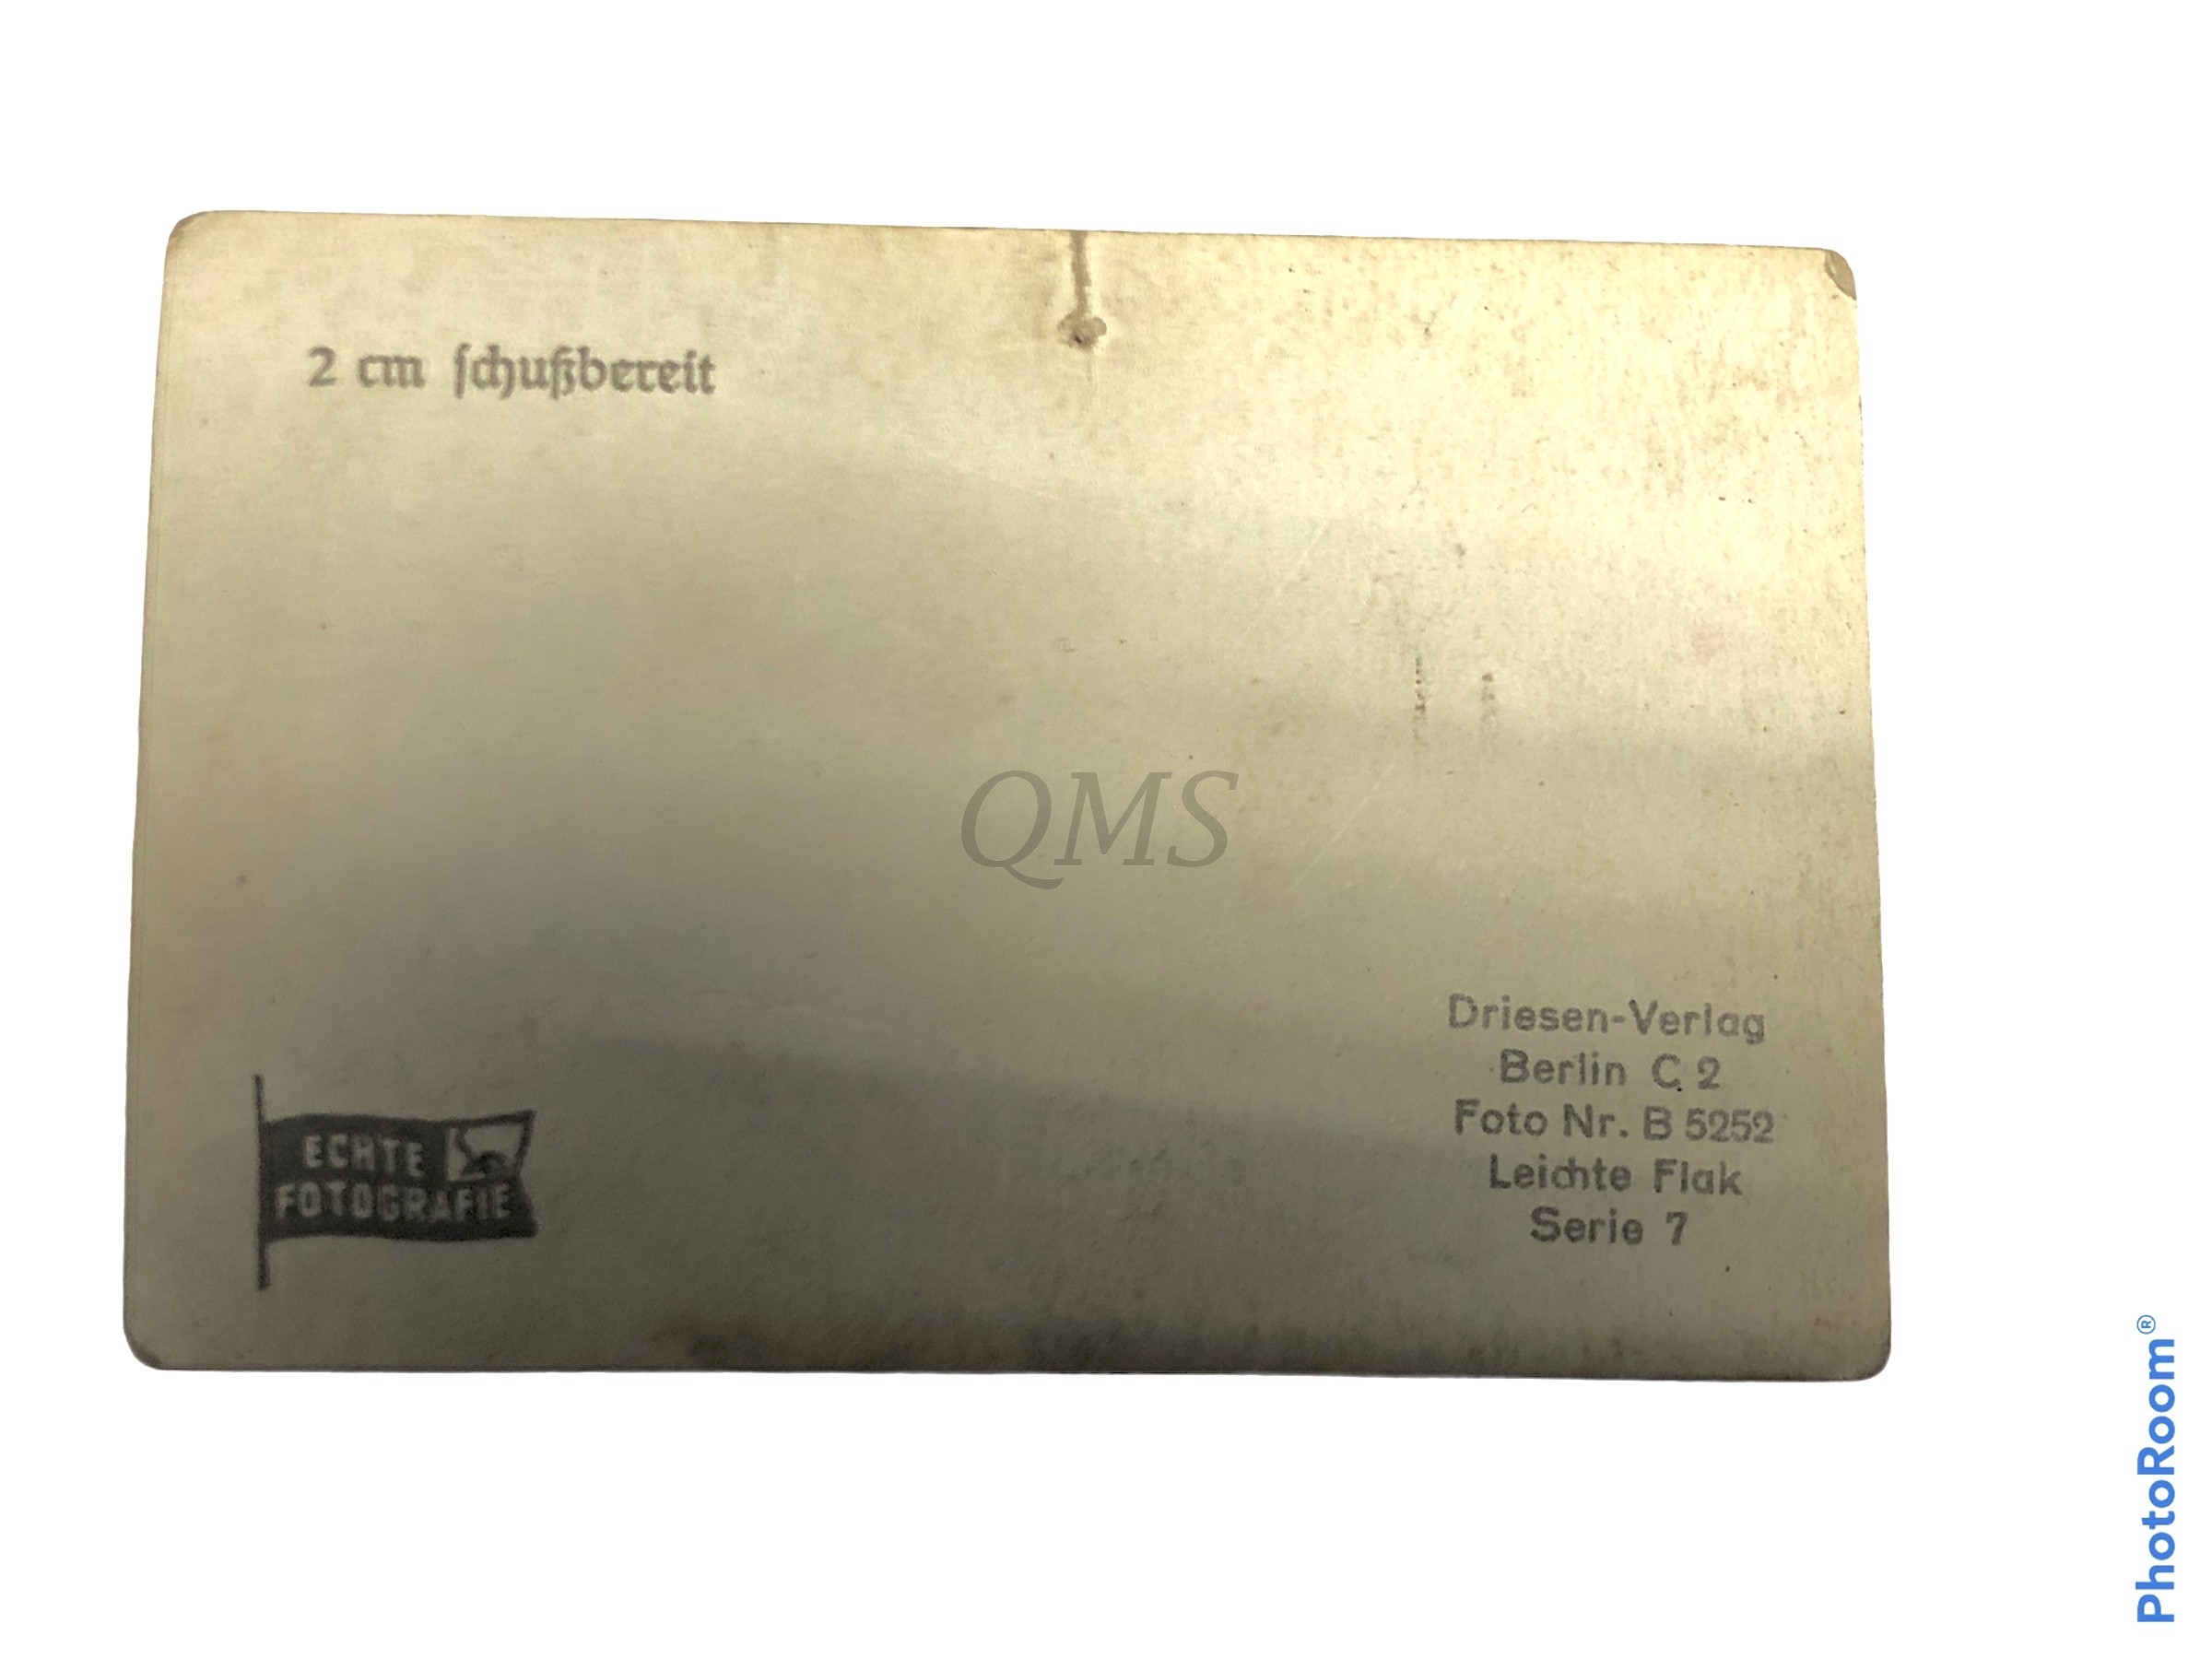 2 cm ſchußbereit
QMS
Driesen-Verlag
Berlin C 2
Foto Nr. B 5252
Leichte Flak
Serie 7
ECHTE
FOTOGRAFIE
PhotoRoom®